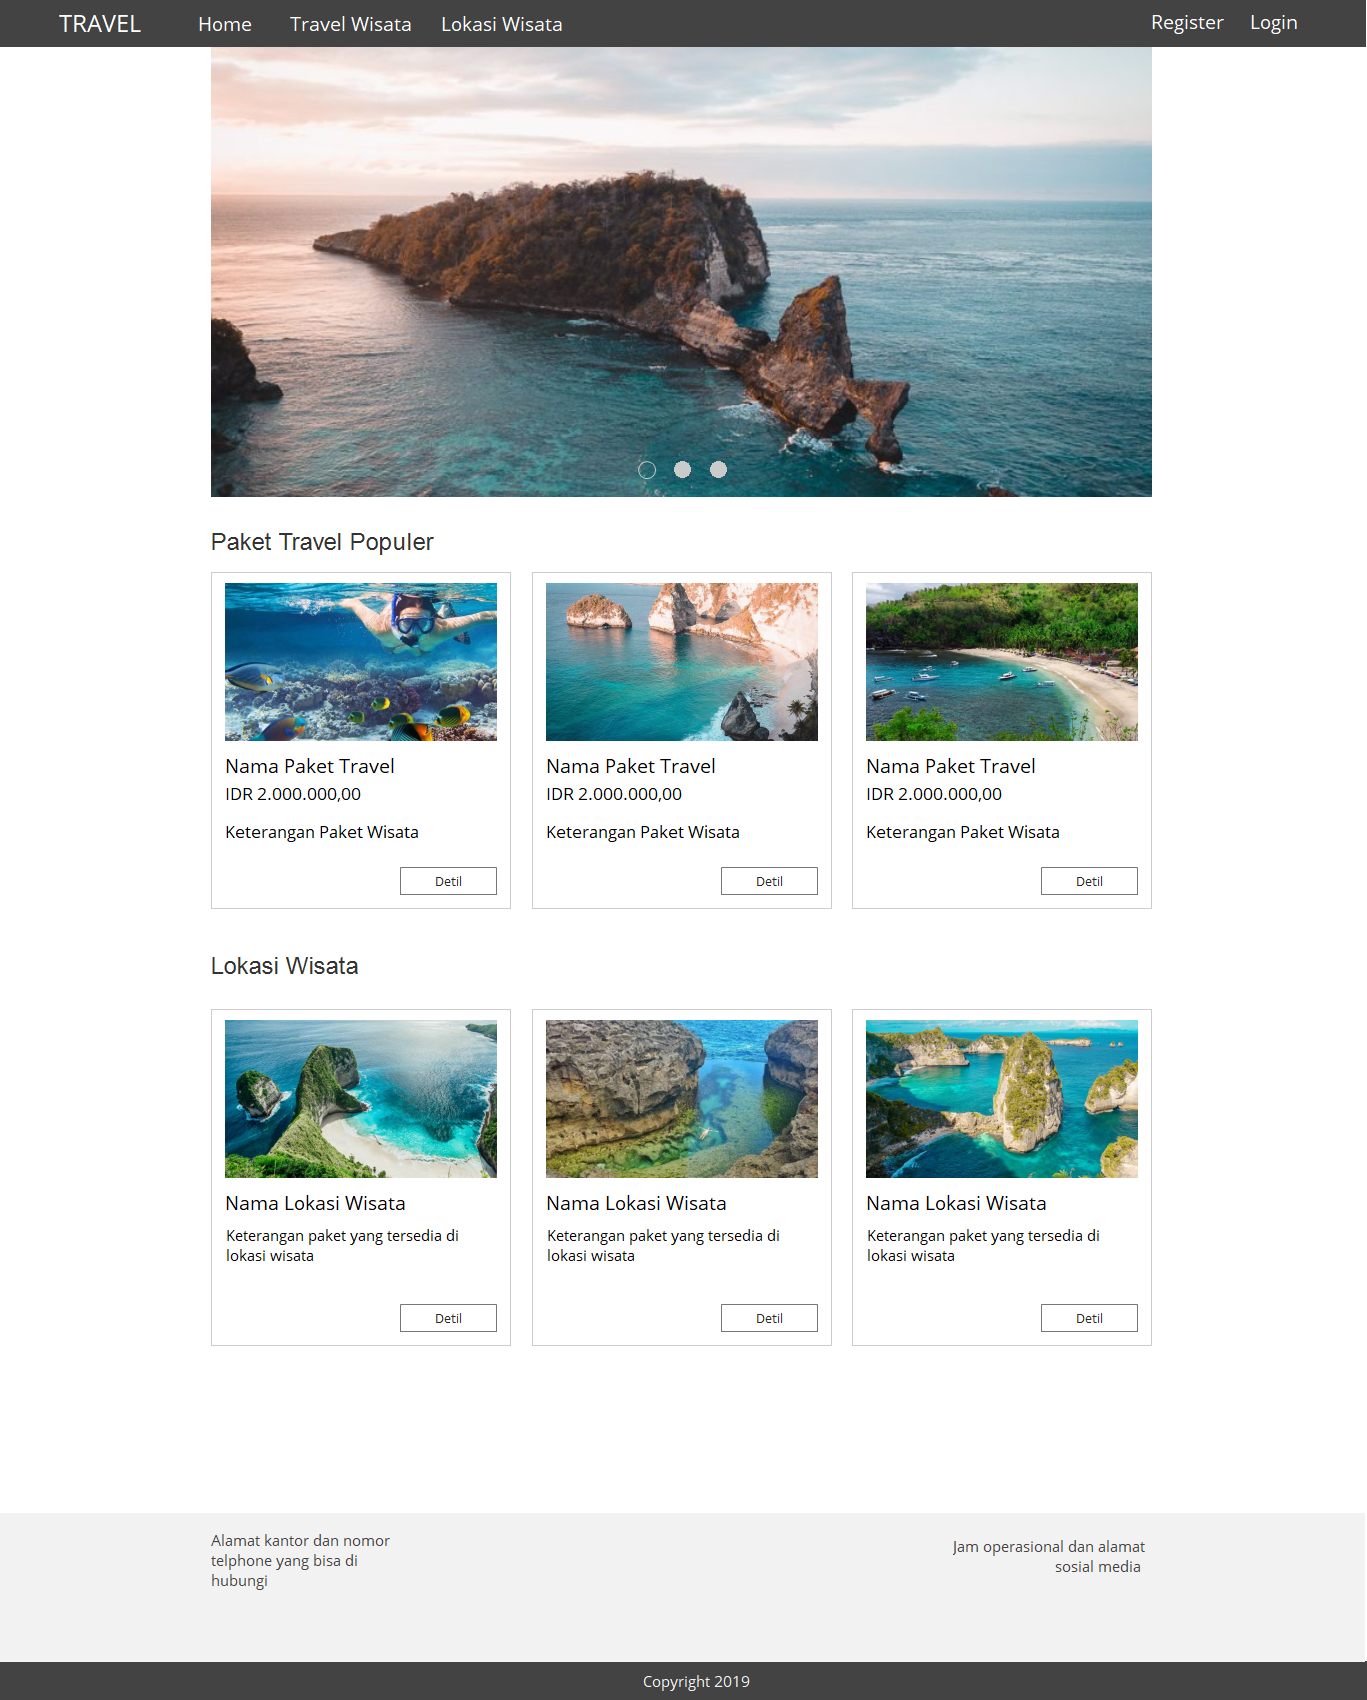 TRAVEL Home Travel Wisata Lokasi Wisata Register Login
Paket Travel Populer
Nama Paket Travel
IDR 2.000.000,00
Keterangan Paket Wisata
Detil
Nama Paket Travel
IDR 2.000.000,00
Keterangan Paket Wisata
Detil
Nama Paket Travel
IDR 2.000.000,00
Keterangan Paket Wisata
Detil
Lokasi Wisata
Nama Lokasi Wisata
Keterangan paket yang tersedia di
lokasi wisata
Detil
Nama Lokasi Wisata
Keterangan paket yang tersedia di
lokasi wisata
Detil
Nama Lokasi Wisata
Keterangan paket yang tersedia di
lokasi wisata
Detil
Alamat kantor dan nomor
telphone yang bisa di
hubungi
Jam operasional dan alamat
sosial media
Copyright 2019